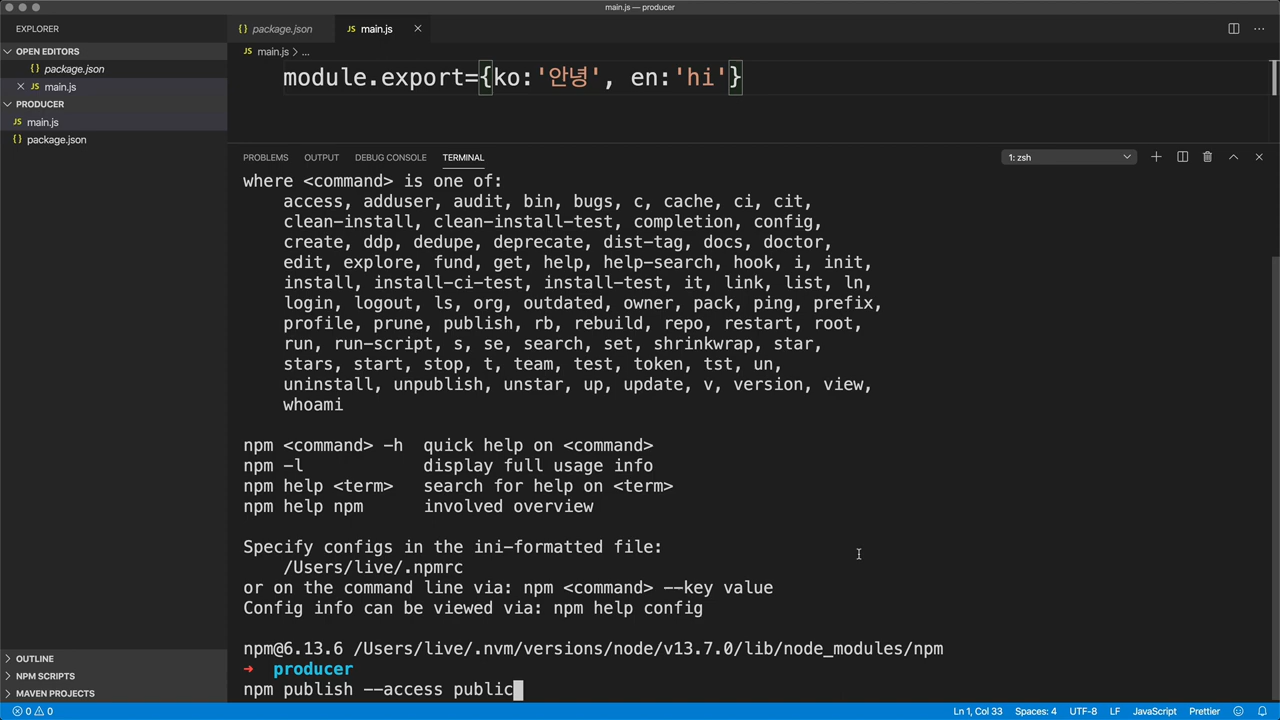 main.js — producer
EXPLORER
package.json
main.js
OPEN EDITORS
package.json
main.js
PRODUCER
main.js
package.json
main.js > ...
module.export={ko:'안녕', en:'hi'}
PROBLEMS OUTPUT DEBUG CONSOLE TERMINAL
1: zsh
where <command> is one of:
access, adduser, audit, bin, bugs, c, cache, ci, cit,
clean-install, clean-install-test, completion, config,
create, ddp, dedupe, deprecate, dist-tag, docs, doctor,
edit, explore, fund, get, help, help-search, hook, i, init,
install, install-ci-test, install-test, it, link, list, ln,
login, logout, ls, org, outdated, owner, pack, ping, prefix,
profile, prune, publish, rb, rebuild, repo, restart, root,
run, run-script, s, se, search, set, shrinkwrap, star,
stars, start, stop, t, team, test, token, tst, un,
uninstall, unpublish, unstar, up, update, v, version, view,
whoami
npm <command> -h quick help on <command>
npm -l display full usage info
npm help <term> search for help on <term>
npm help npm involved overview
Specify configs in the ini-formatted file:
/Users/live/.npmrc
or on the command line via: npm <command> --key value
Config info can be viewed via: npm help config
npm@6.13.6 /Users/live/.nvm/versions/node/v13.7.0/lib/node_modules/npm
➜ producer
npm publish --access public
OUTLINE
NPM SCRIPTS
MAVEN PROJECTS
0 0
Ln 1, Col 33 Spaces: 4 UTF-8 LF JavaScript Prettier